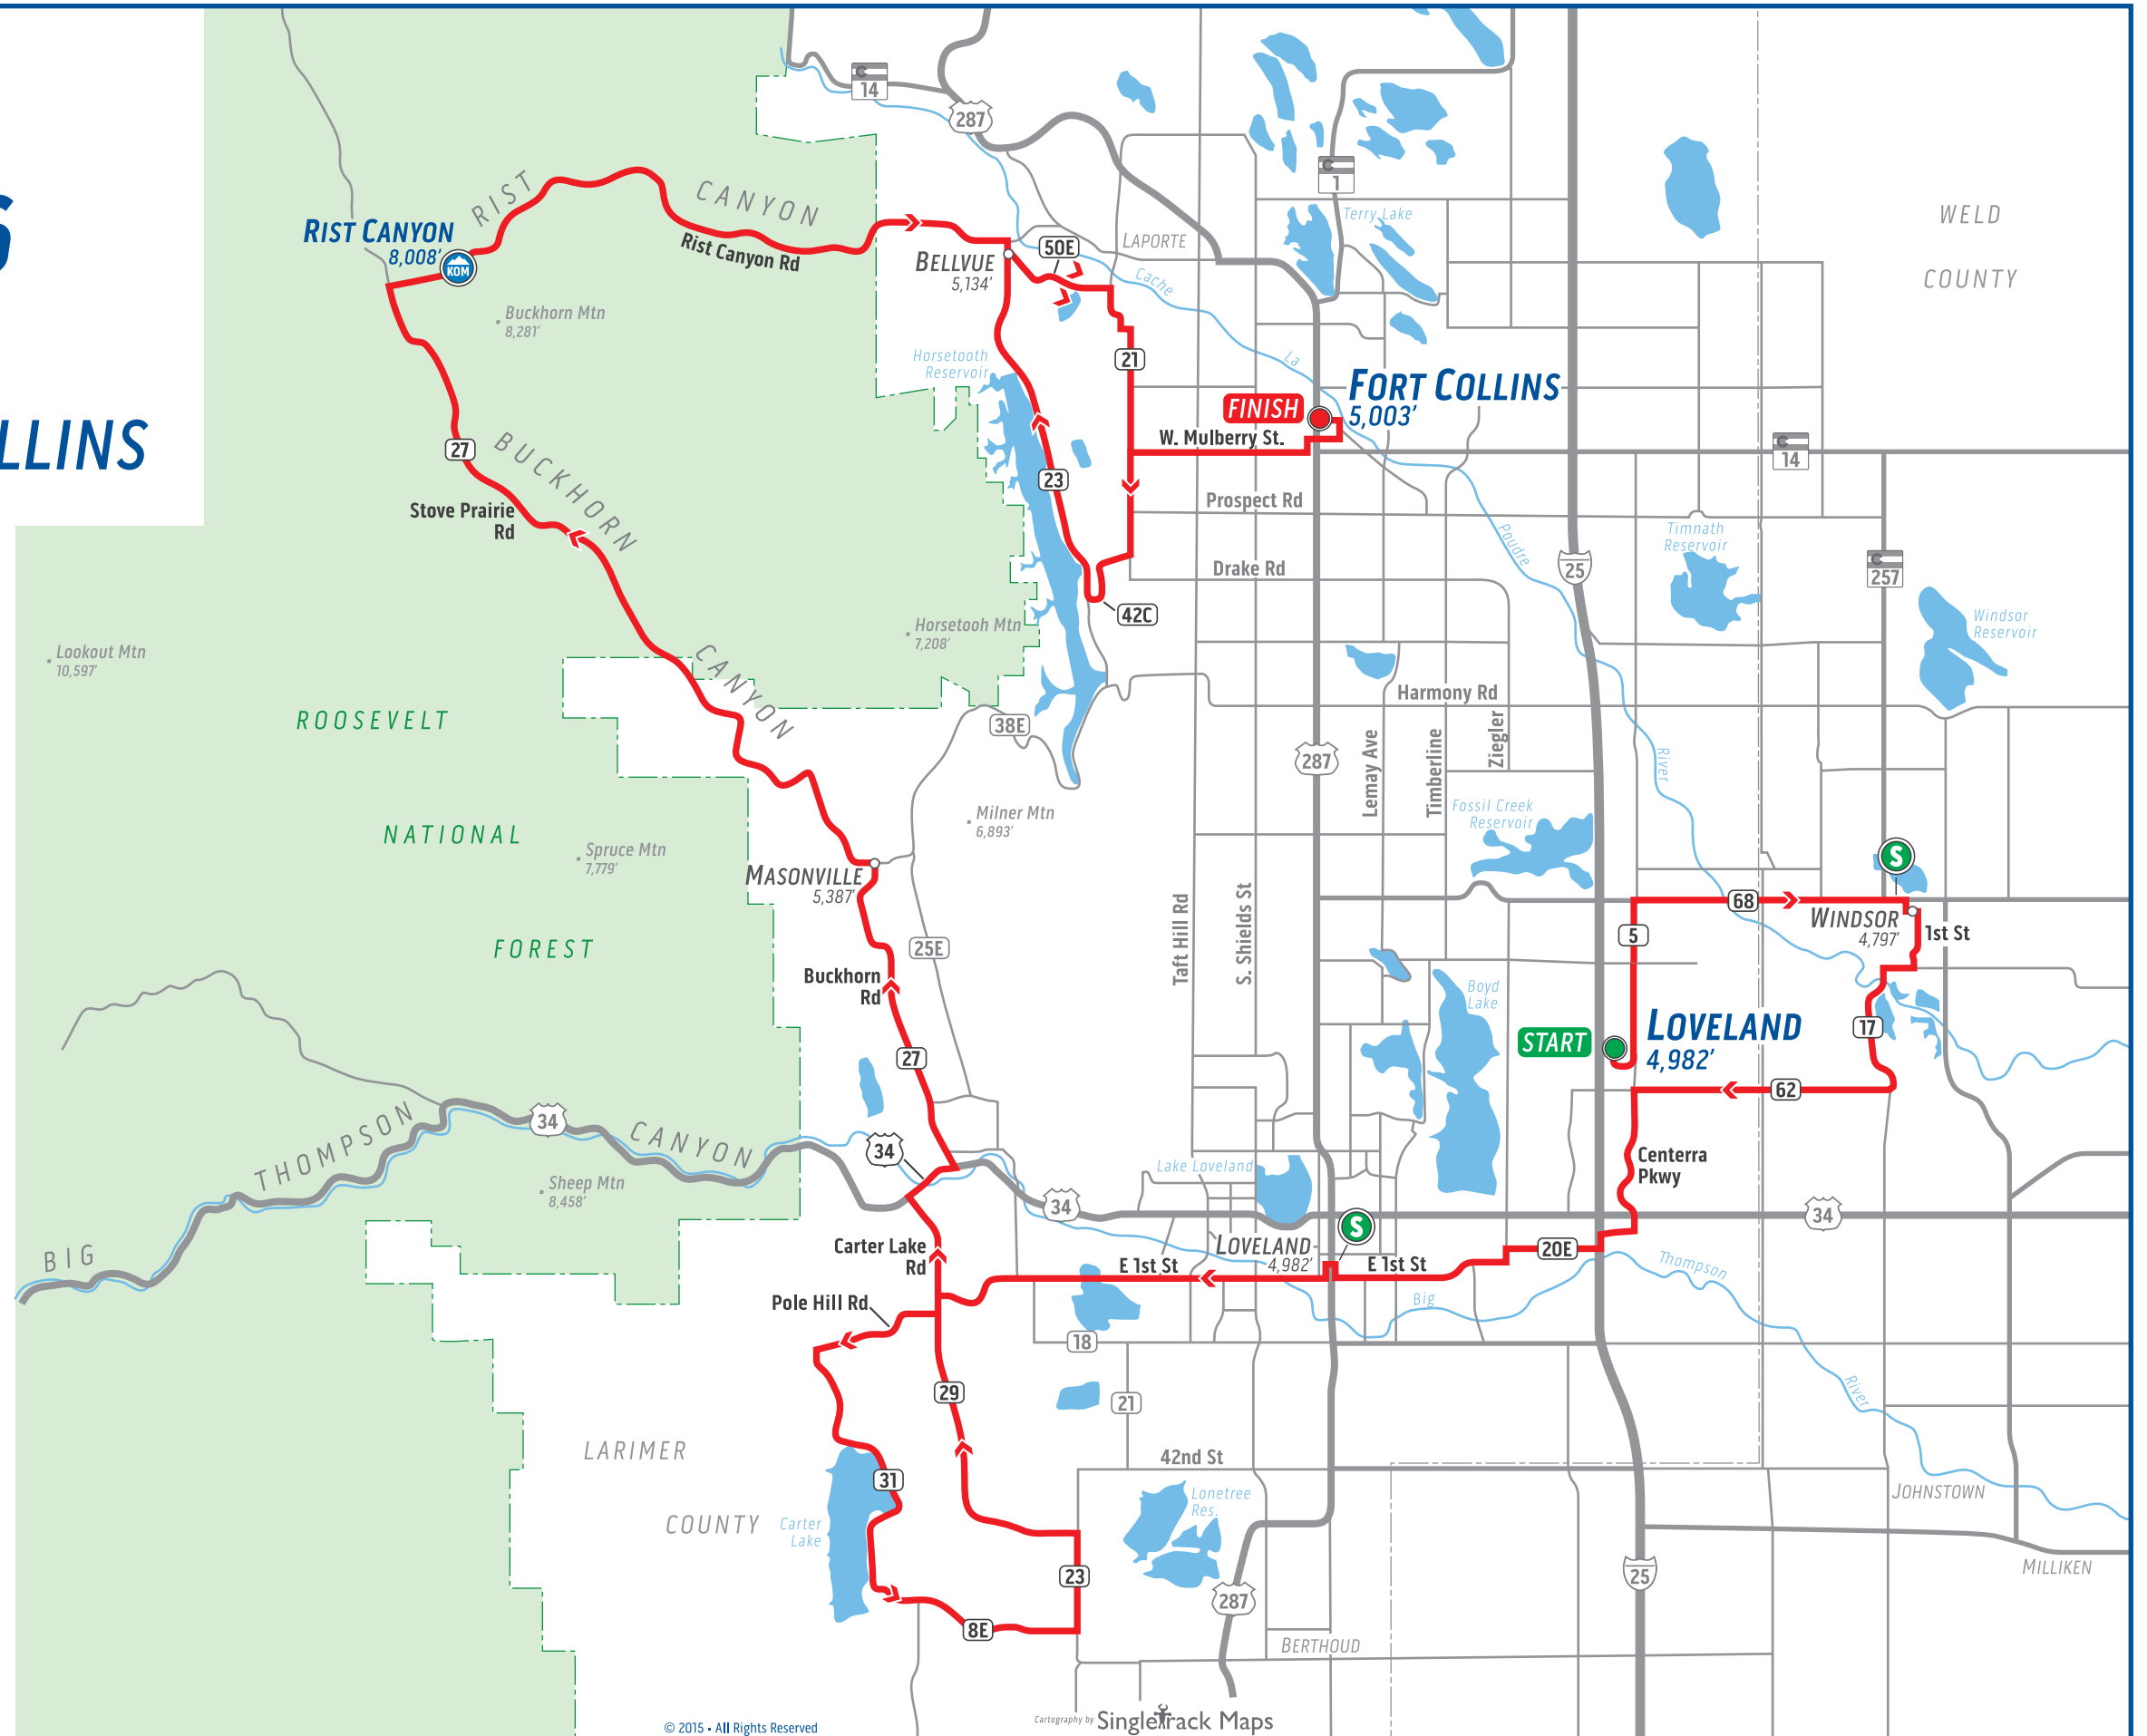 S
LLINS
14
287
1
WELD
COUNTY
RIST
CANYON
RIST CANYON
8,008'
KOM
Rist Canyon Rd
Buckhorn Mtn
8,281'
BELLVUE
5,134'
50E
LAPORTE
Terry Lake
Cache
La
Poudre
River
Horsetooth
Reservoir
21
FINISH
FORT COLLINS
5,003'
W. Mulberry St.
14
27
BUCKHORN
CANYON
Stove Prairie
Rd
23
Prospect Rd
Timnath
Reservoir
Drake Rd
25
257
42C
Windsor
Reservoir
Horsetooh Mtn
7,208'
Lookout Mtn
10,597'
ROOSEVELT
NATIONAL
FOREST
38E
Harmony Rd
287
Lemay Ave
Timberline
Ziegler
Milner Mtn
6,893'
Fossil Creek
Reservoir
Spruce Mtn
7,779'
MASONVILLE
5,387'
S
Taft Hill Rd
S. Shields St
68
WINDSOR
4,797'
1st St
5
25E
Buckhorn
Rd
Boyd
Lake
START
LOVELAND
4,982'
17
27
62
BIG
THOMPSON
CANYON
34
34
Centerra
Pkwy
Sheep Mtn
8,458'
Lake Loveland
34
S
34
Carter Lake
Rd
E 1st St
LOVELAND
4,982'
E 1st St
20E
Big
Thompson
River
Pole Hill Rd
18
29
21
LARIMER
COUNTY
42nd St
31
Carter
Lake
Lonetree
Res.
JOHNSTOWN
23
287
25
MILLIKEN
8E
BERTHOUD
© 2015 • All Rights Reserved
Cartography by SingleTrack Maps